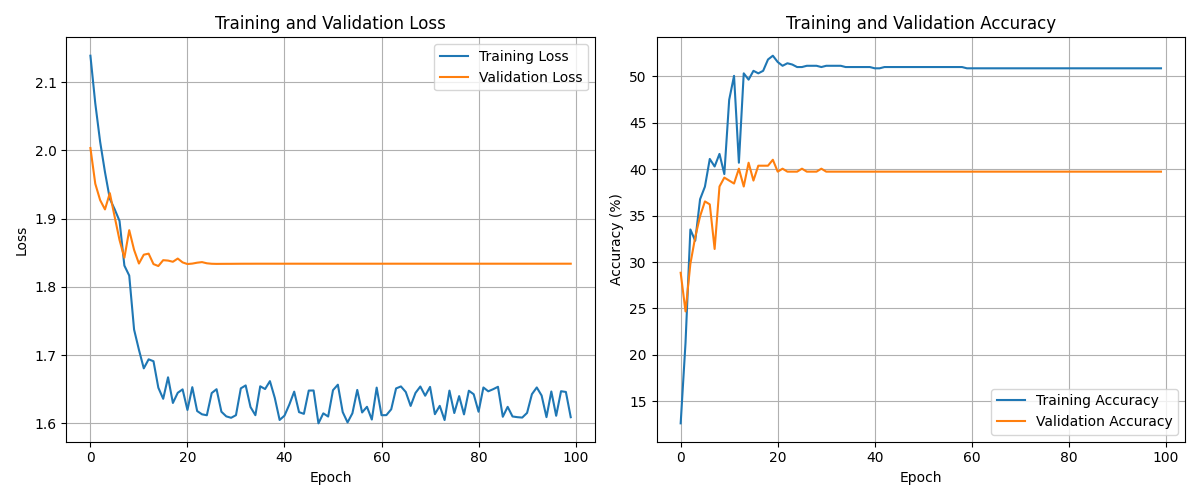 Training and Validation Loss
Training Loss
Validation Loss
2.1
2.0
1.9
1.8
1.7
1.6
Loss
0 20 40 60 80 100
Epoch
Training and Validation Accuracy
50
45
40
35
30
25
20
15
Accuracy (%)
Training Accuracy
Validation Accuracy
0 20 40 60 80 100
Epoch